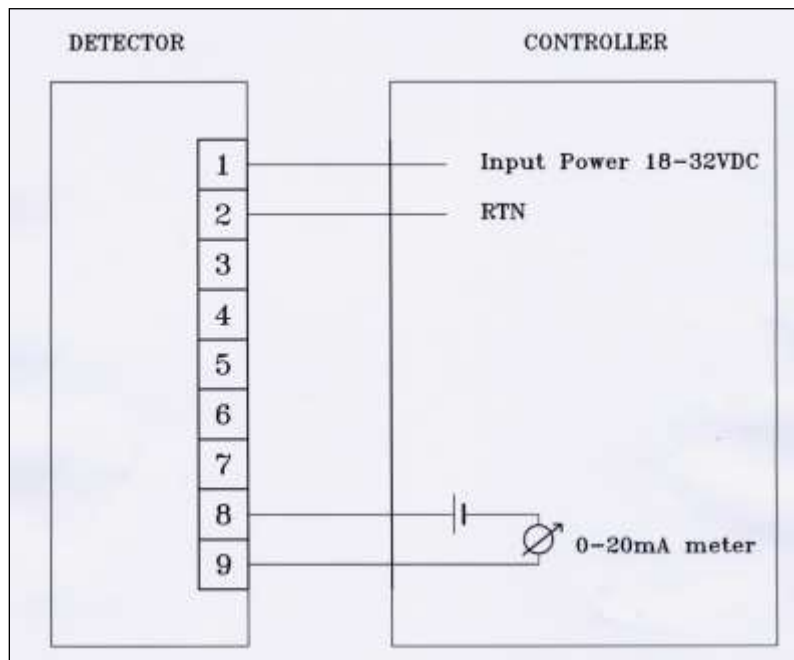 DETECTOR CONTROLLER
1 Input Power 18-32VDC
2 RTN
3
4
5
6
7
8
0-20mA meter
9